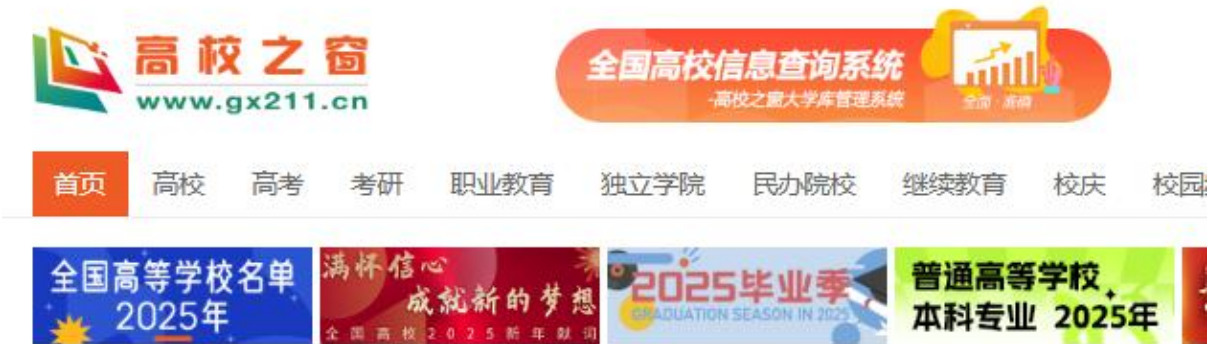 高校之窗
www.gx211.cn
全国高校信息查询系统
-高校之窗大学库管理系统
全面·准确
首页 高校 高考 考研 职业教育 独立学院 民办院校 继续教育 校庆 校园
全国高等学校名单
2025年
满怀信心
成就新的梦想
全国高校2025新年献词
2025毕业季
GRADUATION SEASON IN 2025
普通高等学校
本科专业 2025年